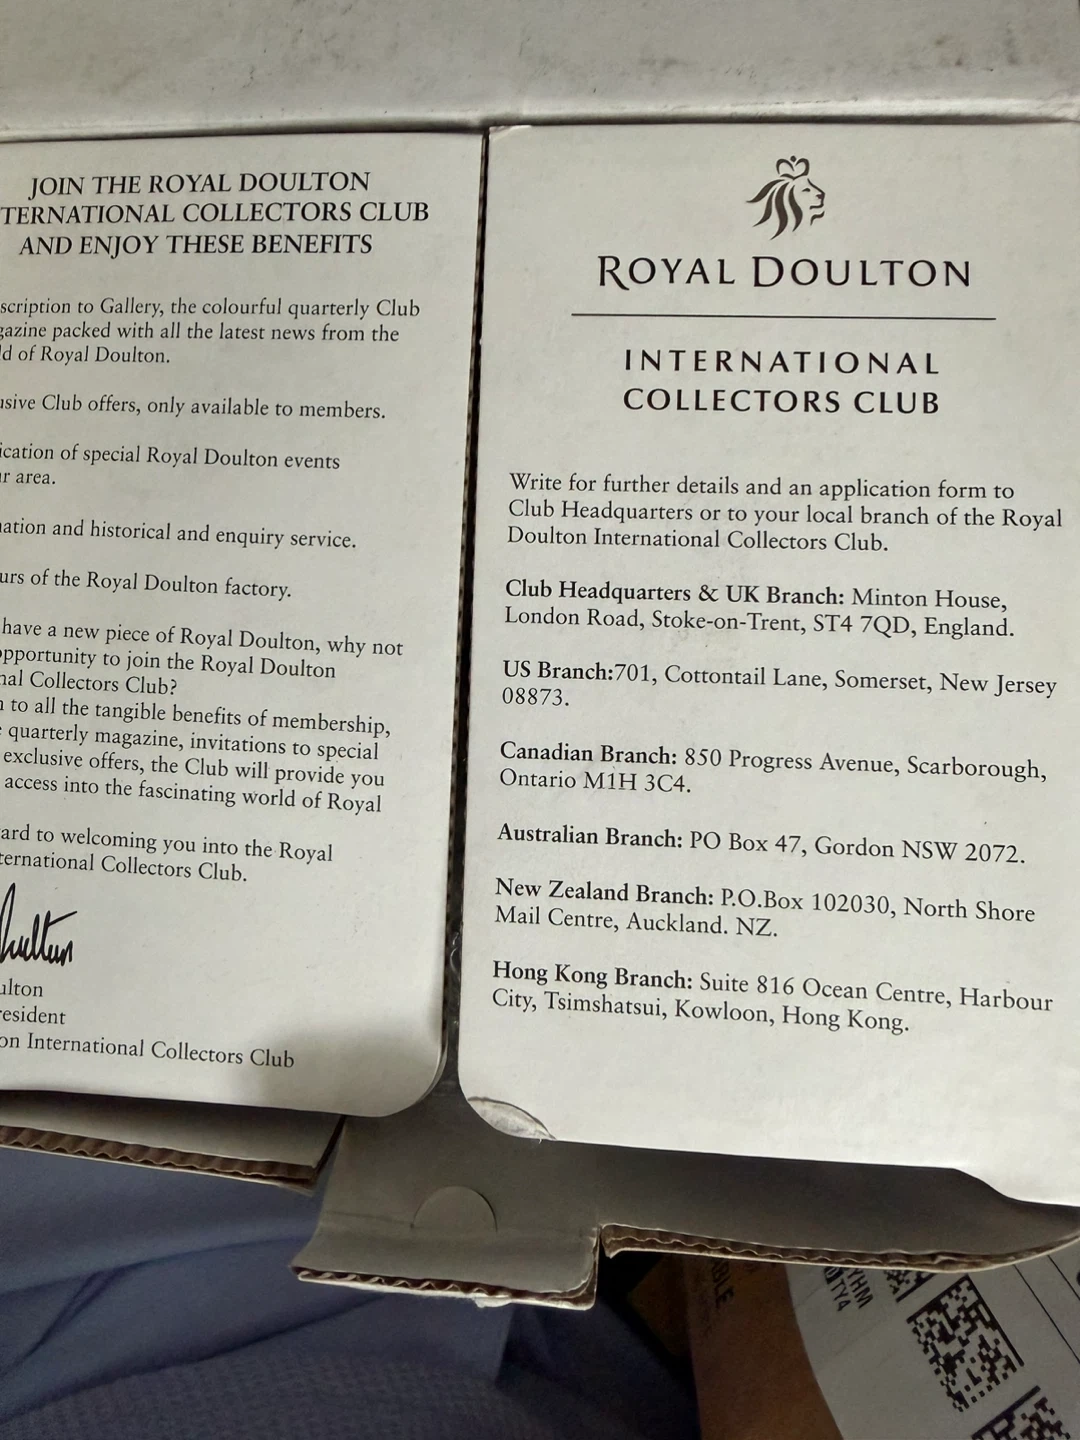 JOIN THE ROYAL DOULTON
TERNATIONAL COLLECTORS CLUB
AND ENJOY THESE BENEFITS
scription to Gallery, the colourful quarterly Club
gazine packed with all the latest news from the
ld of Royal Doulton.
usive Club offers, only available to members.
ication of special Royal Doulton events
r area.
nation and historical and enquiry service.
urs of the Royal Doulton factory.
have a new piece of Royal Doulton, why not
pportunity to join the Royal Doulton
nal Collectors Club?
n to all the tangible benefits of membership,
e quarterly magazine, invitations to special
exclusive offers, the Club will provide you
access into the fascinating world of Royal
ard to welcoming you into the Royal
ternational Collectors Club.
Doulton
ulton
resident
on International Collectors Club
ROYAL DOULTON
INTERNATIONAL
COLLECTORS CLUB
Write for further details and an application form to
Club Headquarters or to your local branch of the Royal
Doulton International Collectors Club.
Club Headquarters & UK Branch: Minton House,
London Road, Stoke-on-Trent, ST4 7QD, England.
US Branch:701, Cottontail Lane, Somerset, New Jersey
08873.
Canadian Branch: 850 Progress Avenue, Scarborough,
Ontario M1H 3C4.
Australian Branch: PO Box 47, Gordon NSW 2072.
New Zealand Branch: P.O.Box 102030, North Shore
Mail Centre, Auckland. NZ.
Hong Kong Branch: Suite 816 Ocean Centre, Harbour
City, Tsimshatsui, Kowloon, Hong Kong.